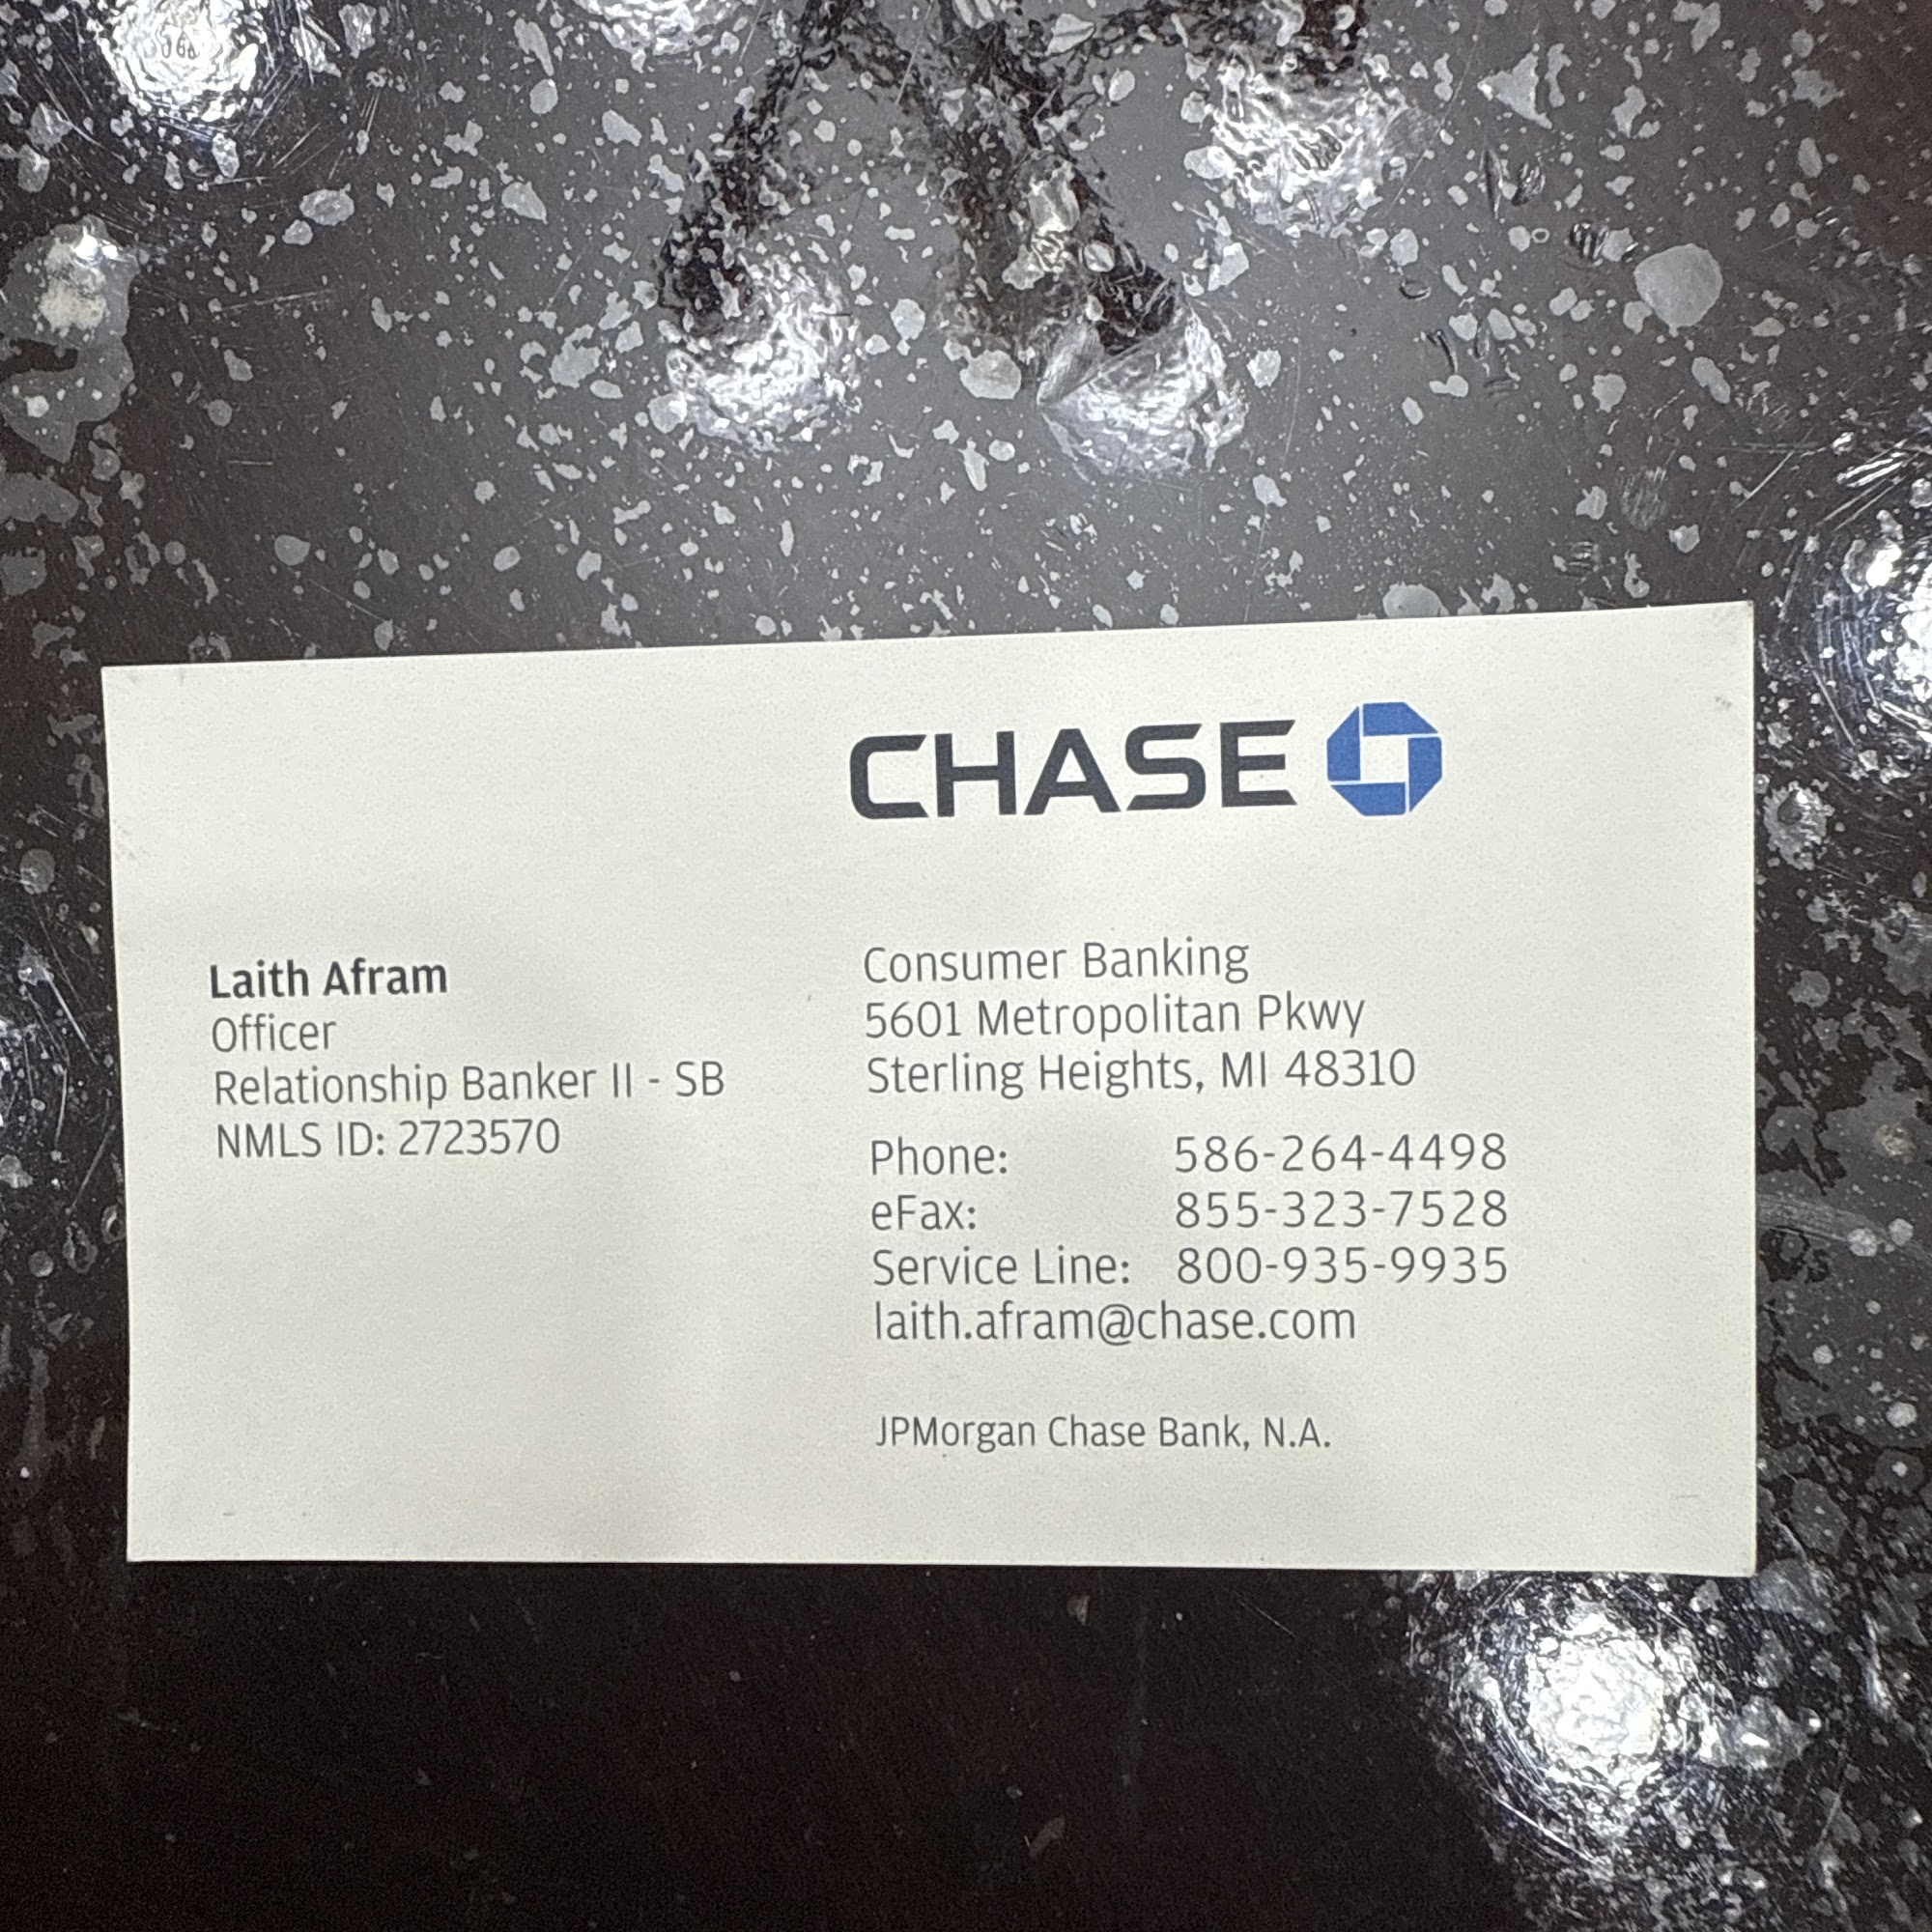 CHASE
Laith Afram
Officer
Relationship Banker II - SB
NMLS ID: 2723570
Consumer Banking
5601 Metropolitan Pkwy
Sterling Heights, MI 48310
Phone: 586-264-4498
eFax: 855-323-7528
Service Line: 800-935-9935
laith.afram@chase.com
JPMorgan Chase Bank, N.A.